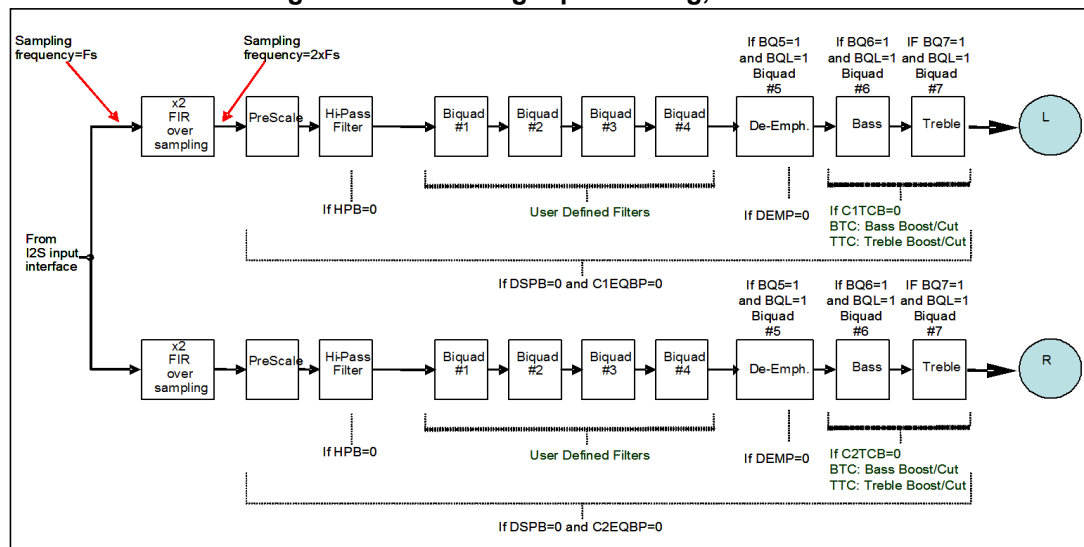 Sampling
frequency=Fs
Sampling
frequency=2xFs
If BQ5=1
and BQL=1
Biquad
#5
If BQ6=1
and BQL=1
Biquad
#6
IF BQ7=1
and BQL=1
Biquad
#7
x2
FIR
over
sampling
PreScale
Hi-Pass
Filter
Biquad
#1
Biquad
#2
Biquad
#3
Biquad
#4
De-Emph.
Bass
Treble
L
If HPB=0
User Defined Filters
If DEMP=0
If C1TCB=0
BTC: Bass Boost/Cut
TTC: Treble Boost/Cut
If DSPB=0 and C1EQBP=0
From
I2S input
interface
If BQ5=1
and BQL=1
Biquad
#5
If BQ6=1
and BQL=1
Biquad
#6
IF BQ7=1
and BQL=1
Biquad
#7
x2
FIR
over
sampling
PreScale
Hi-Pass
Filter
Biquad
#1
Biquad
#2
Biquad
#3
Biquad
#4
De-Emph.
Bass
Treble
R
If HPB=0
User Defined Filters
If DEMP=0
If C2TCB=0
BTC: Bass Boost/Cut
TTC: Treble Boost/Cut
If DSPB=0 and C2EQBP=0